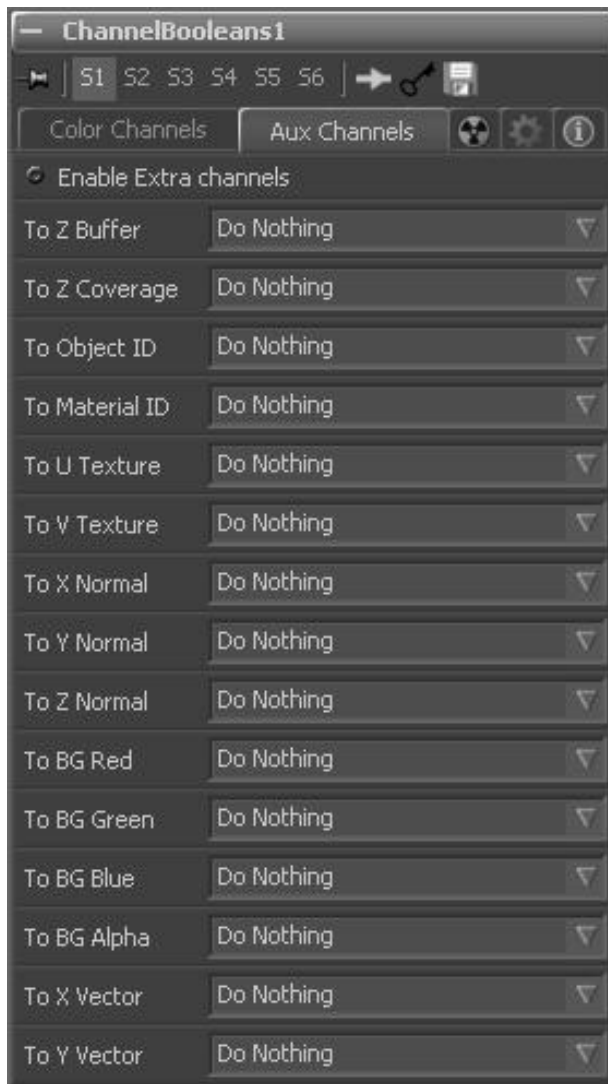 ChannelBooleans1
S1 S2 S3 S4 S5 S6
Color Channels Aux Channels
Enable Extra channels
To Z Buffer Do Nothing
To Z Coverage Do Nothing
To Object ID Do Nothing
To Material ID Do Nothing
To U Texture Do Nothing
To V Texture Do Nothing
To X Normal Do Nothing
To Y Normal Do Nothing
To Z Normal Do Nothing
To BG Red Do Nothing
To BG Green Do Nothing
To BG Blue Do Nothing
To BG Alpha Do Nothing
To X Vector Do Nothing
To Y Vector Do Nothing